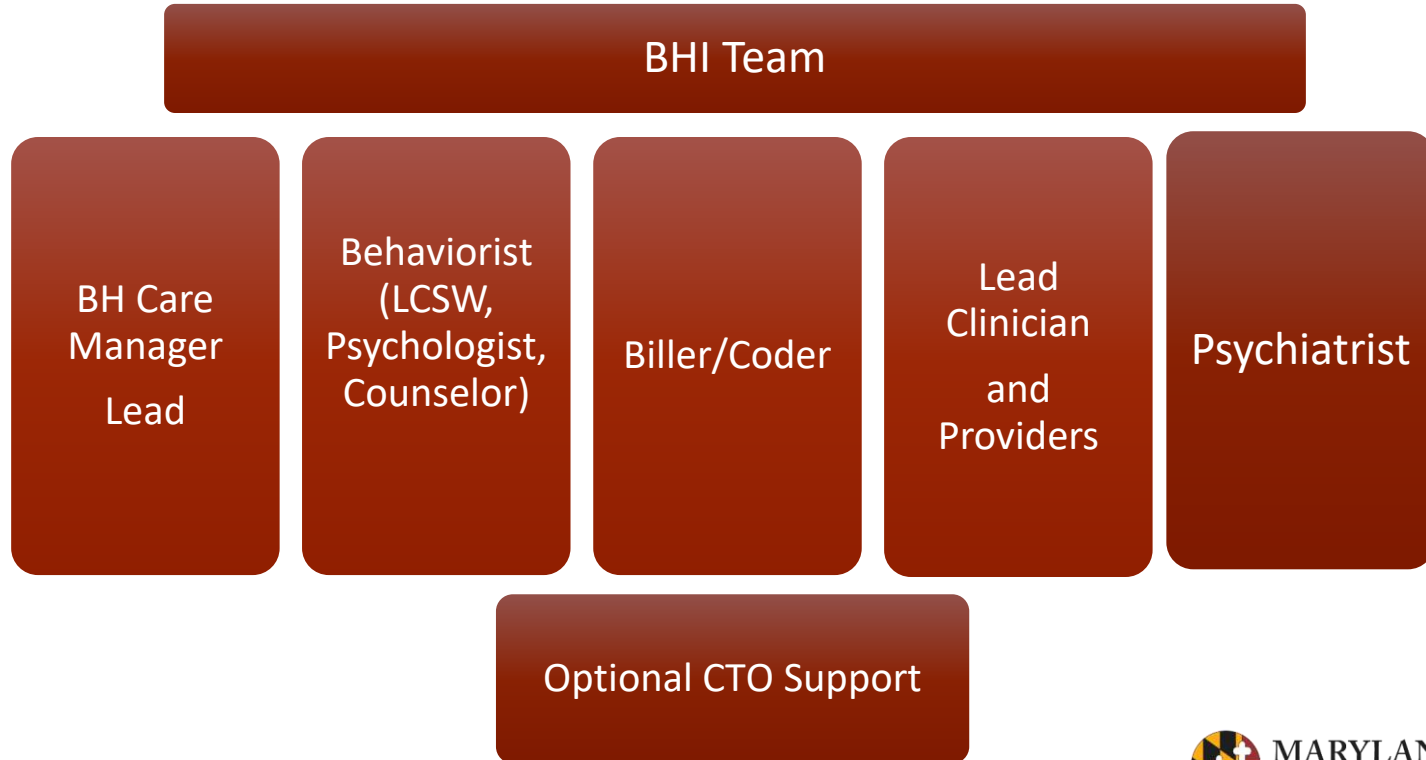 BHI Team
BH Care
Manager
Lead
Behaviorist
(LCSW,
Psychologist,
Counselor)
Biller/Coder
Lead
Clinician
and
Providers
Psychiatrist
Optional CTO Support